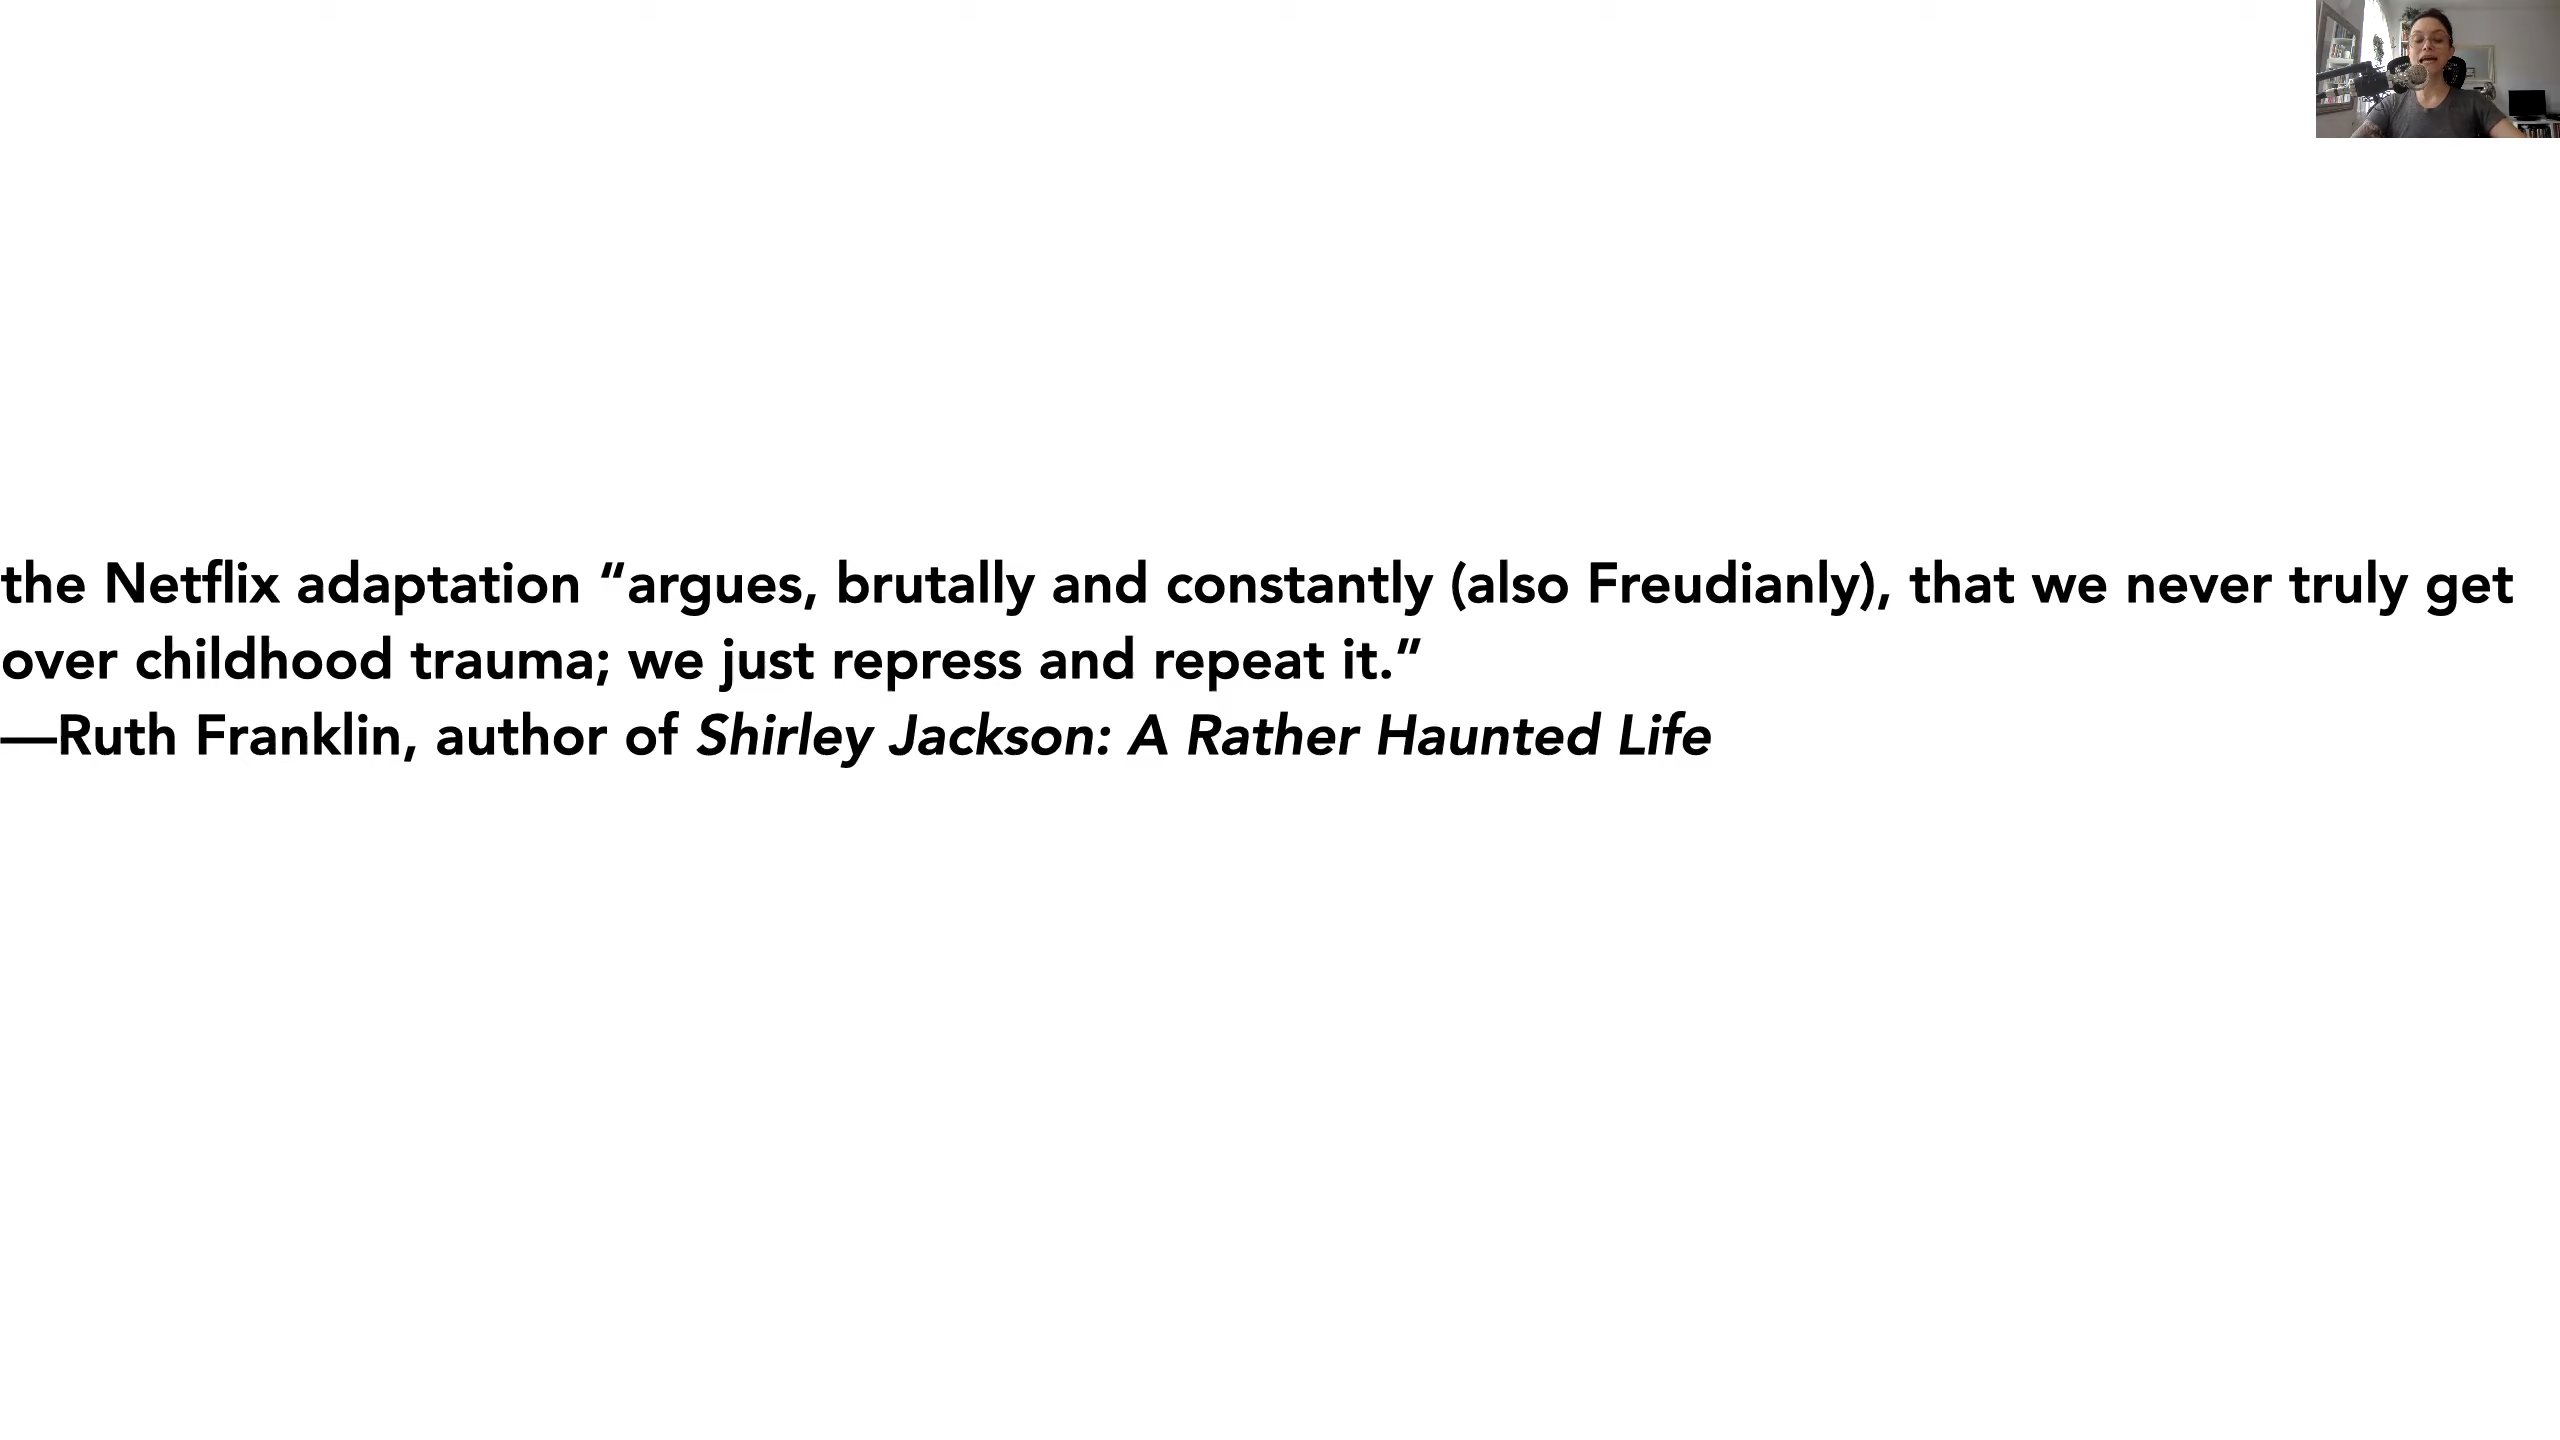 the Netflix adaptation “argues, brutally and constantly (also Freudianly), that we never truly get
over childhood trauma; we just repress and repeat it.”
—Ruth Franklin, author of Shirley Jackson: A Rather Haunted Life